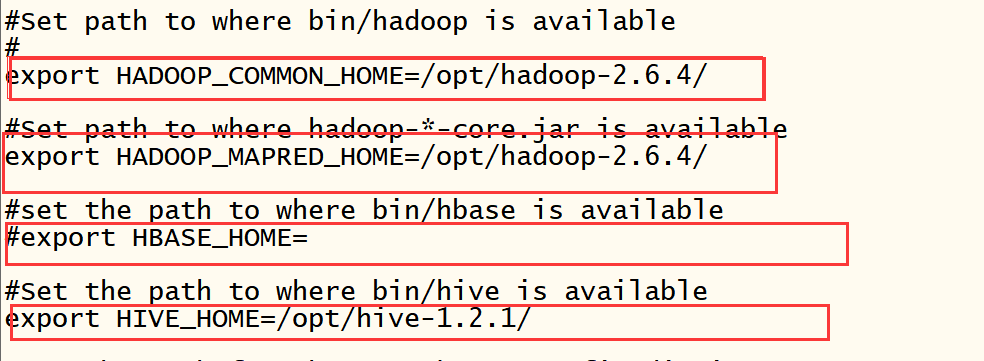 #Set path to where bin/hadoop is available
#
export HADOOP_COMMON_HOME=/opt/hadoop-2.6.4/
#Set path to where hadoop-*-core.jar is available
export HADOOP_MAPRED_HOME=/opt/hadoop-2.6.4/
#set the path to where bin/hbase is available
#export HBASE_HOME=
#Set the path to where bin/hive is available
export HIVE_HOME=/opt/hive-1.2.1/